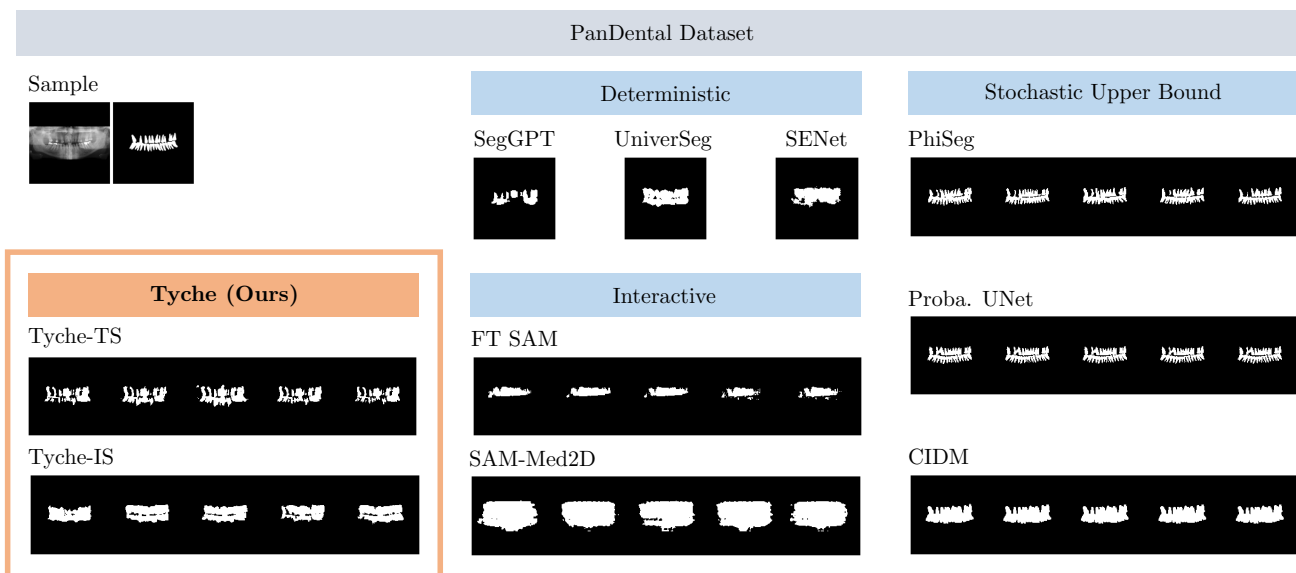 PanDental Dataset
Sample
Deterministic
SegGPT
UniverSeg
SENet
Stochastic Upper Bound
PhiSeg
Tyche (Ours)
Tyche-TS
Tyche-IS
Interactive
FT SAM
SAM-Med2D
Proba. UNet
CIDM